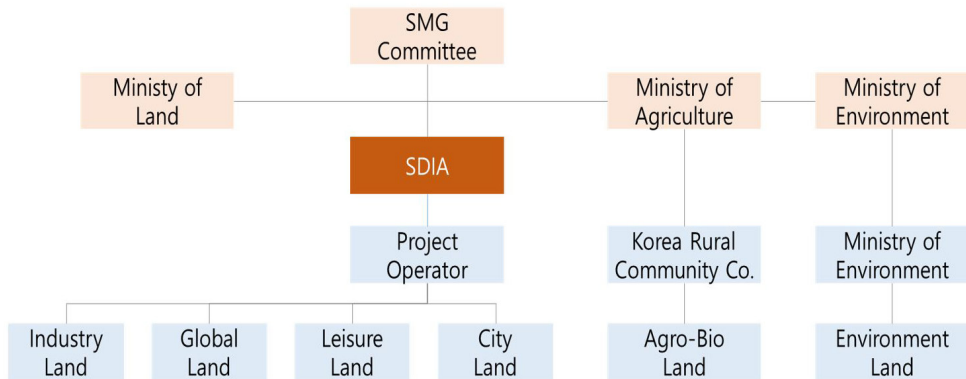 SMG
Committee
Ministy of
Land
Ministry of
Agriculture
Ministry of
Environment
SDIA
Project
Operator
Korea Rural
Community Co.
Ministry of
Environment
Industry
Land
Global
Land
Leisure
Land
City
Land
Agro-Bio
Land
Environment
Land